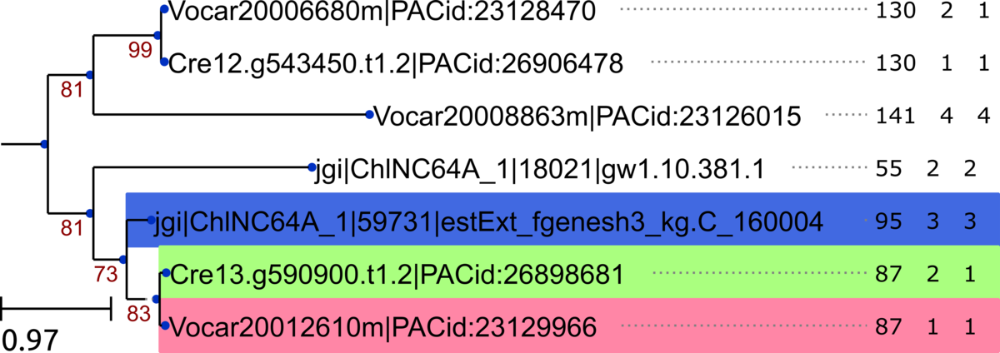 Vocar20006680m|PACid:23128470 130 2 1
99
Cre12.g543450.t1.2|PACid:26906478 130 1 1
81
Vocar20008863m|PACid:23126015 141 4 4
jgi|ChlNC64A_1|18021|gw1.10.381.1 55 2 2
81
jgi|ChlNC64A_1|59731|estExt_fgenesh3_kg.C_160004 95 3 3
73
Cre13.g590900.t1.2|PACid:26898681 87 2 1
83
Vocar20012610m|PACid:23129966 87 1 1
0.97